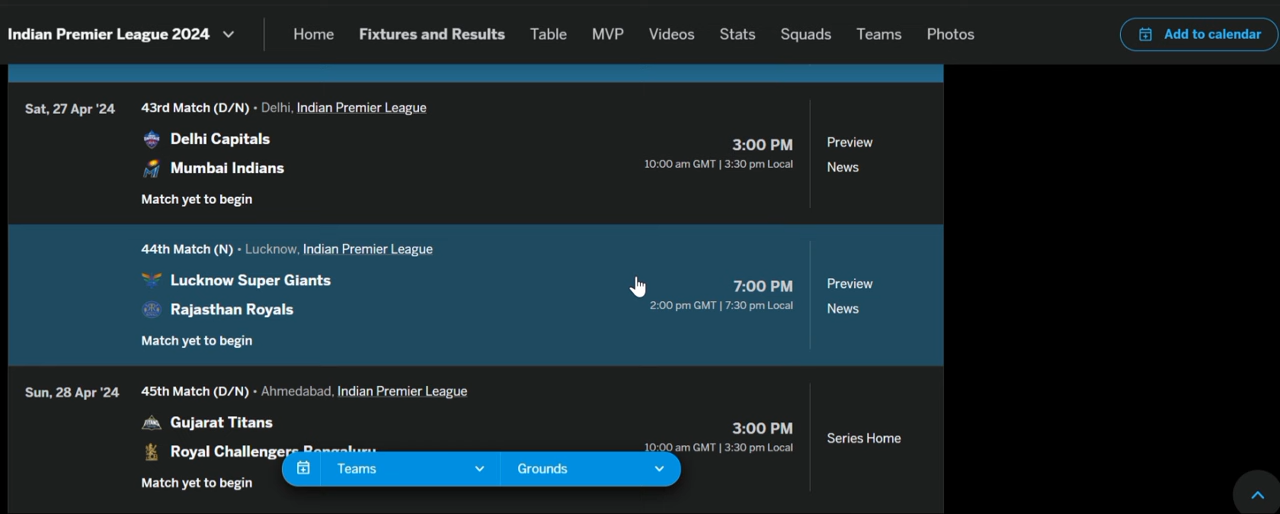 Indian Premier League 2024 Home Fixtures and Results Table MVP Videos Stats Squads Teams Photos Add to calendar
Sat, 27 Apr '24 43rd Match (D/N) • Delhi, Indian Premier League
Delhi Capitals
3:00 PM
Preview
Mumbai Indians
10:00 am GMT | 3:30 pm Local
News
Match yet to begin
44th Match (N) • Lucknow, Indian Premier League
Lucknow Super Giants
7:00 PM
Preview
Rajasthan Royals
2:00 pm GMT | 7:30 pm Local
News
Match yet to begin
Sun, 28 Apr '24 45th Match (D/N) • Ahmedabad, Indian Premier League
Gujarat Titans
3:00 PM
Series Home
Royal Challengers Bengaluru
10:00 am GMT | 3:30 pm Local
Teams Grounds
Match yet to begin